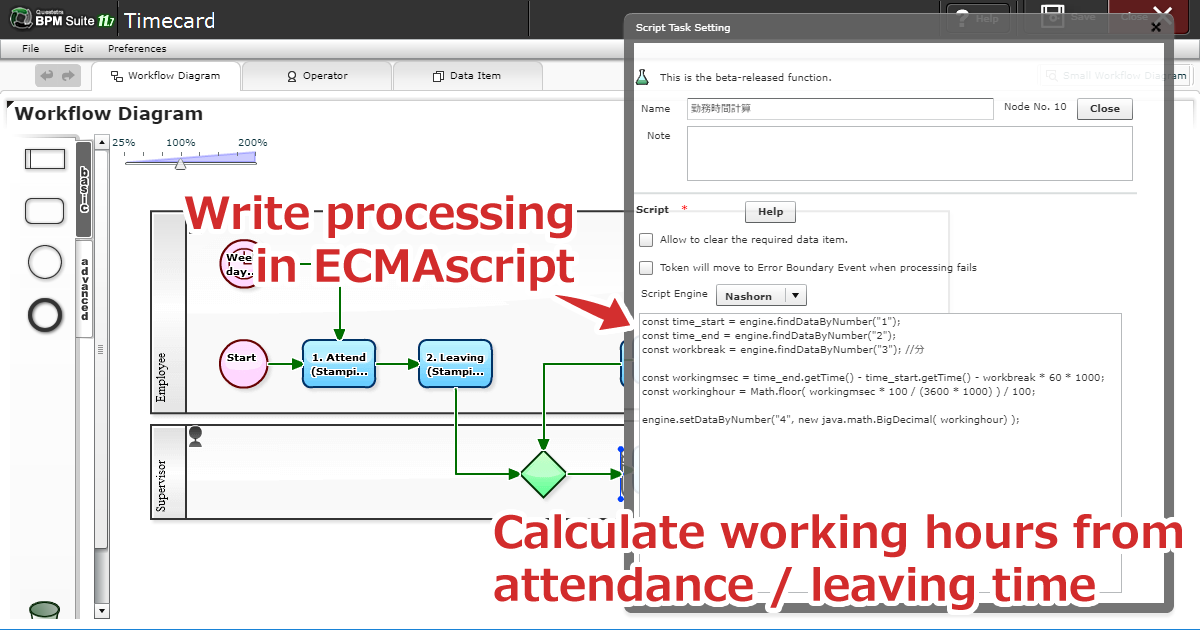 Questetra
BPM Suite 11.7
Timecard
Help
Save
Close
File Edit Preferences
Workflow Diagram
Operator
Data Item
Small Workflow Diagram
Workflow Diagram
25% 100% 200%
basic
advanced
Employee
Supervisor
Wee
day...
Start
1. Attend
(Stampi...
2. Leaving
(Stampi...
Write processing
in ECMAscript
Script Task Setting
This is the beta-released function.
Name 勤務時間計算 Node No. 10 Close
Note
Script * Help
Allow to clear the required data item.
Token will move to Error Boundary Event when processing fails
Script Engine Nashorn
const time_start = engine.findDataByNumber("1");
const time_end = engine.findDataByNumber("2");
const workbreak = engine.findDataByNumber("3"); //分
const workingmsec = time_end.getTime() - time_start.getTime() - workbreak * 60 * 1000;
const workinghour = Math.floor( workingmsec * 100 / (3600 * 1000) ) / 100;
engine.setDataByNumber("4", new java.math.BigDecimal( workinghour) );
Calculate working hours from
attendance / leaving time